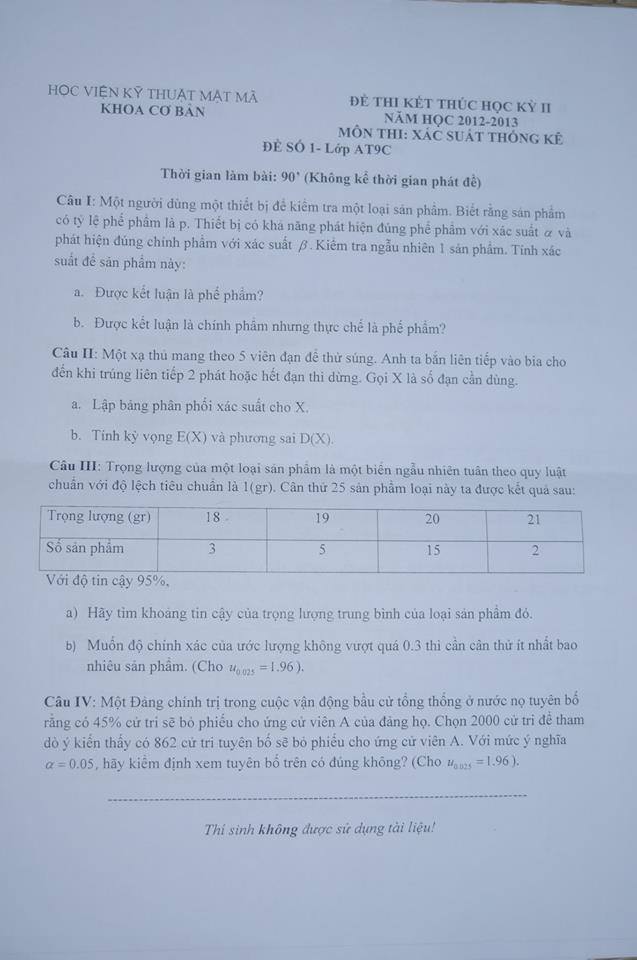 HỌC VIỆN KỸ THUẬT MẬT MÃ
KHOA CƠ BẢN
ĐỀ THI KẾT THÚC HỌC KỲ II
NĂM HỌC 2012-2013
MÔN THI: XÁC SUẤT THỐNG KÊ
ĐỀ SỐ 1- Lớp AT9C
Thời gian làm bài: 90' (Không kể thời gian phát đề)
Câu I: Một người dùng một thiết bị để kiểm tra một loại sản phẩm. Biết rằng sản phẩm
có tỷ lệ phế phẩm là p. Thiết bị có khả năng phát hiện đúng phế phẩm với xác suất α và
phát hiện đúng chính phẩm với xác suất β. Kiểm tra ngẫu nhiên 1 sản phẩm. Tính xác
suất để sản phẩm này:
a. Được kết luận là phế phẩm?
b. Được kết luận là chính phẩm nhưng thực chế là phế phẩm?
Câu II: Một xạ thủ mang theo 5 viên đạn để thử súng. Anh ta bắn liên tiếp vào bia cho
đến khi trúng liên tiếp 2 phát hoặc hết đạn thì dừng. Gọi X là số đạn cần dùng.
a. Lập bảng phân phối xác suất cho X.
b. Tính kỳ vọng E(X) và phương sai D(X).
Câu III: Trọng lượng của một loại sản phẩm là một biến ngẫu nhiên tuân theo quy luật
chuẩn với độ lệch tiêu chuẩn là 1(gr). Cân thử 25 sản phẩm loại này ta được kết quả sau:
Trọng lượng (gr) 18 19 20 21
Số sản phẩm 3 5 15 2
Với độ tin cậy 95%,
a) Hãy tìm khoảng tin cậy của trọng lượng trung bình của loại sản phẩm đó.
b) Muốn độ chính xác của ước lượng không vượt quá 0.3 thì cần cân thử ít nhất bao
nhiêu sản phẩm. (Cho u₀.₀₂₅ = 1.96 ).
Câu IV: Một Đảng chính trị trong cuộc vận động bầu cử tổng thống ở nước nọ tuyên bố
rằng có 45% cử tri sẽ bỏ phiếu cho ứng cử viên A của đảng họ. Chọn 2000 cử tri để tham
dò ý kiến thấy có 862 cử tri tuyên bố sẽ bỏ phiếu cho ứng cử viên A. Với mức ý nghĩa
α = 0.05, hãy kiểm định xem tuyên bố trên có đúng không? (Cho u₀.₀₂₅ = 1.96 ).
Thí sinh không được sử dụng tài liệu!